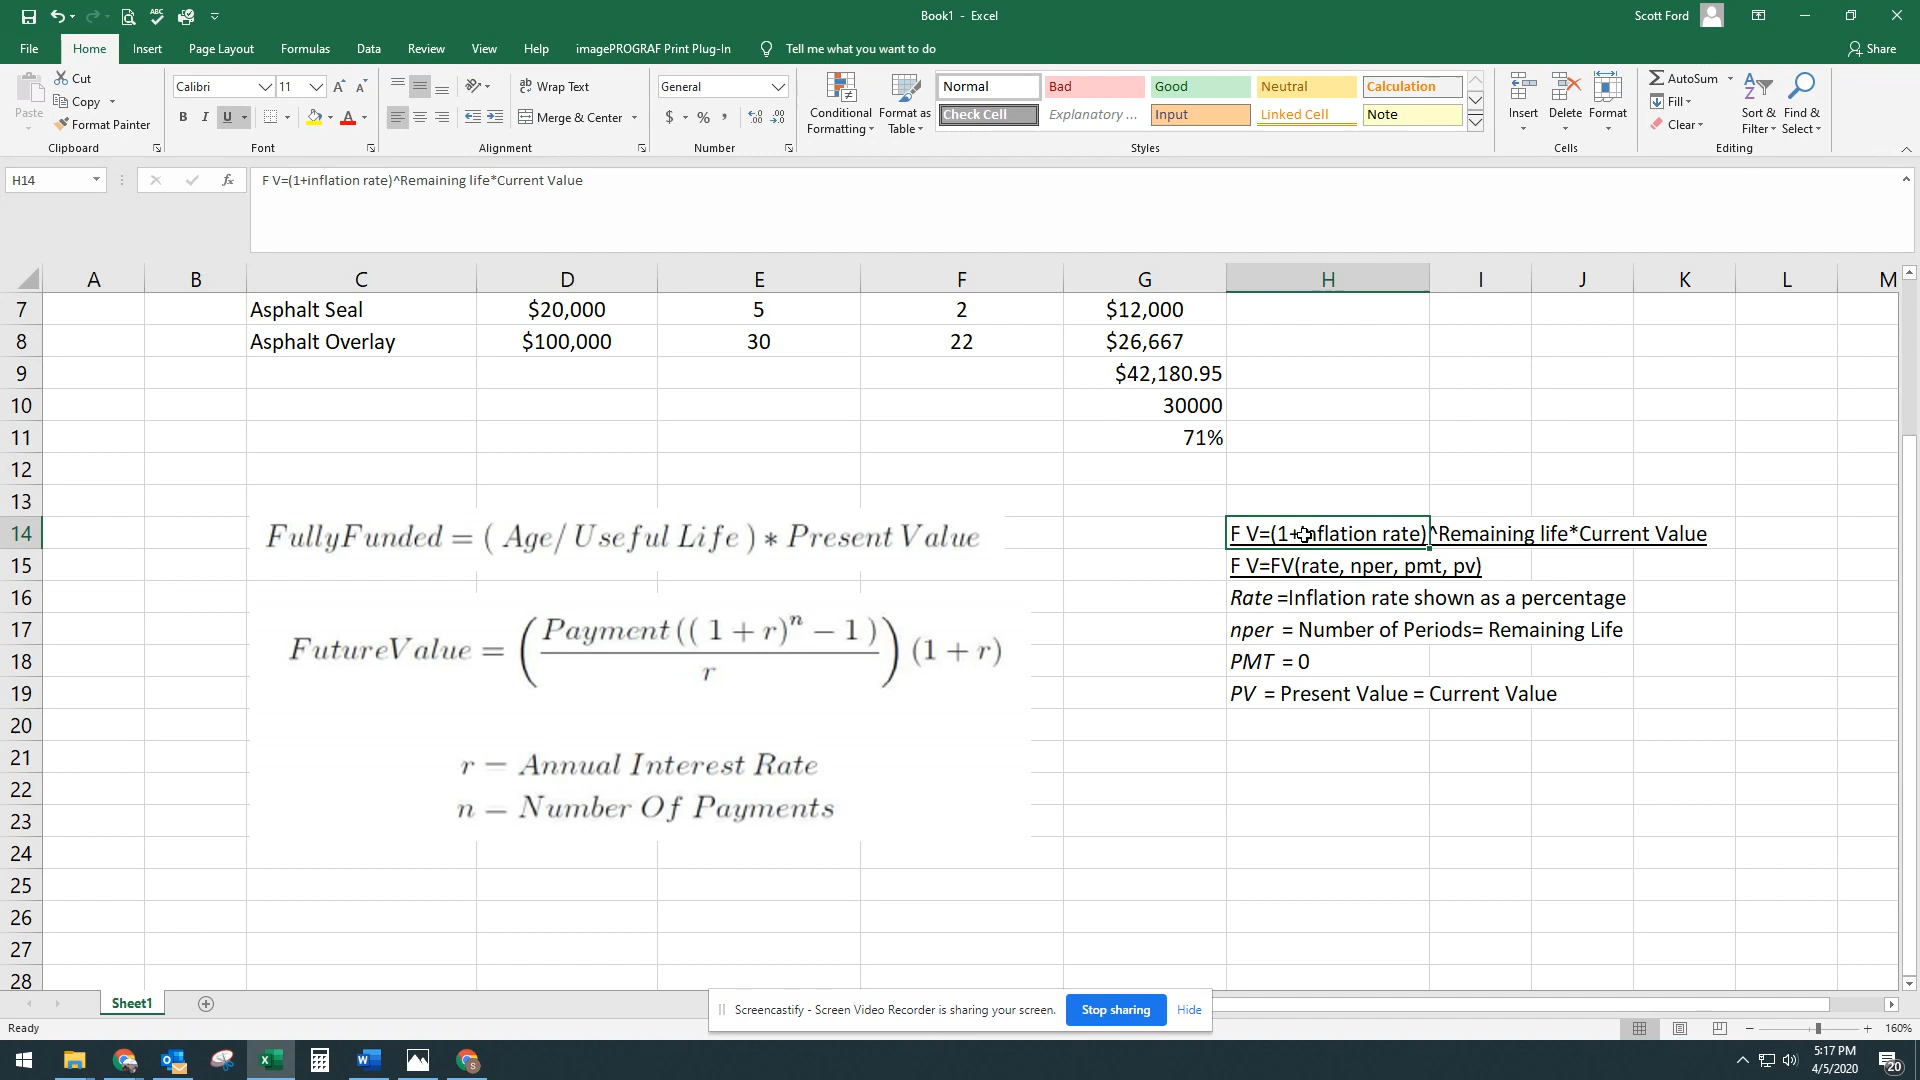 Book1 - Excel
Scott Ford
File Home Insert Page Layout Formulas Data Review View Help imagePROGRAF Print Plug-In Tell me what you want to do
Share
Paste
Cut
Copy
Format Painter
Clipboard
Calibri 11
B I U
Font
Wrap Text
Merge & Center
Alignment
General
$ % ,
Number
Conditional Formatting
Format as Table
Normal Bad Good Neutral Calculation
Check Cell Explanatory ... Input Linked Cell Note
Styles
Insert Delete Format
Cells
AutoSum
Fill
Clear
Sort & Filter
Find & Select
Editing
H14
fx
F V=(1+inflation rate)^Remaining life*Current Value
A B C D E F G H I J K L M
7 Asphalt Seal $20,000 5 2 $12,000
8 Asphalt Overlay $100,000 30 22 $26,667
9 $42,180.95
10 30000
11 71%
12
13
14 FullyFunded = ( Age/ Useful Life ) * Present Value F V=(1+inflation rate)^Remaining life*Current Value
15 F V=FV(rate, nper, pmt, pv)
16 Rate =Inflation rate shown as a percentage
17 FutureValue = (Payment (( 1 + r)^n − 1 ) / r) (1 + r) nper = Number of Periods= Remaining Life
18 PMT = 0
19 PV = Present Value = Current Value
20
21 r = Annual Interest Rate
22 n = Number Of Payments
23
24
25
26
27
28
Sheet1
Screencastify - Screen Video Recorder is sharing your screen. Stop sharing Hide
Ready
160%
5:17 PM
4/5/2020
20